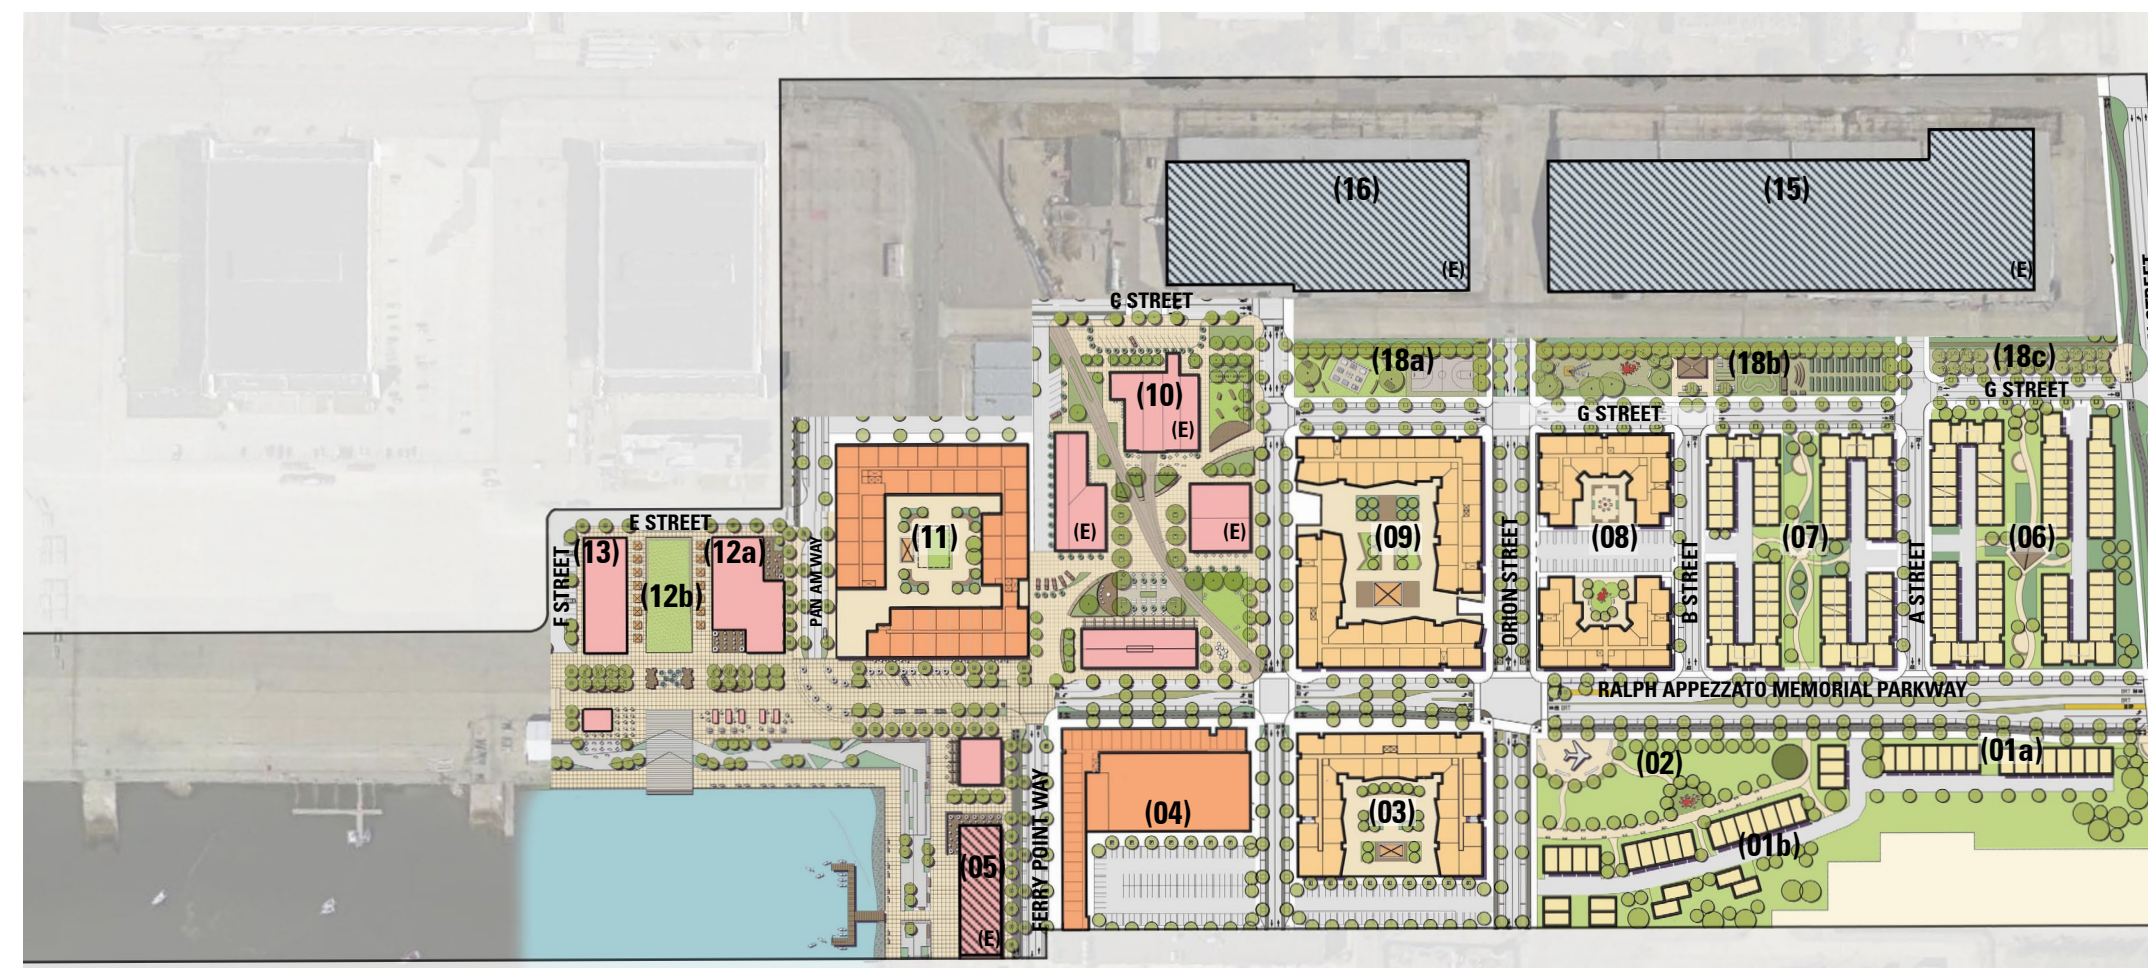 (16)
(15)
(E)
(E)
G STREET
(18a)
(18b)
(18c)
G STREET
G STREET
(10)
(E)
E STREET
(13)
(12a)
(12b)
F STREET
PAN AM WAY
(11)
(E)
(E)
(09)
ORION STREET
(08)
B STREET
(07)
A STREET
(06)
RALPH APPEZZATO MEMORIAL PARKWAY
BRT
BRT
(02)
(01a)
(01b)
(03)
(04)
FERRY POINT WAY
(05)
(E)